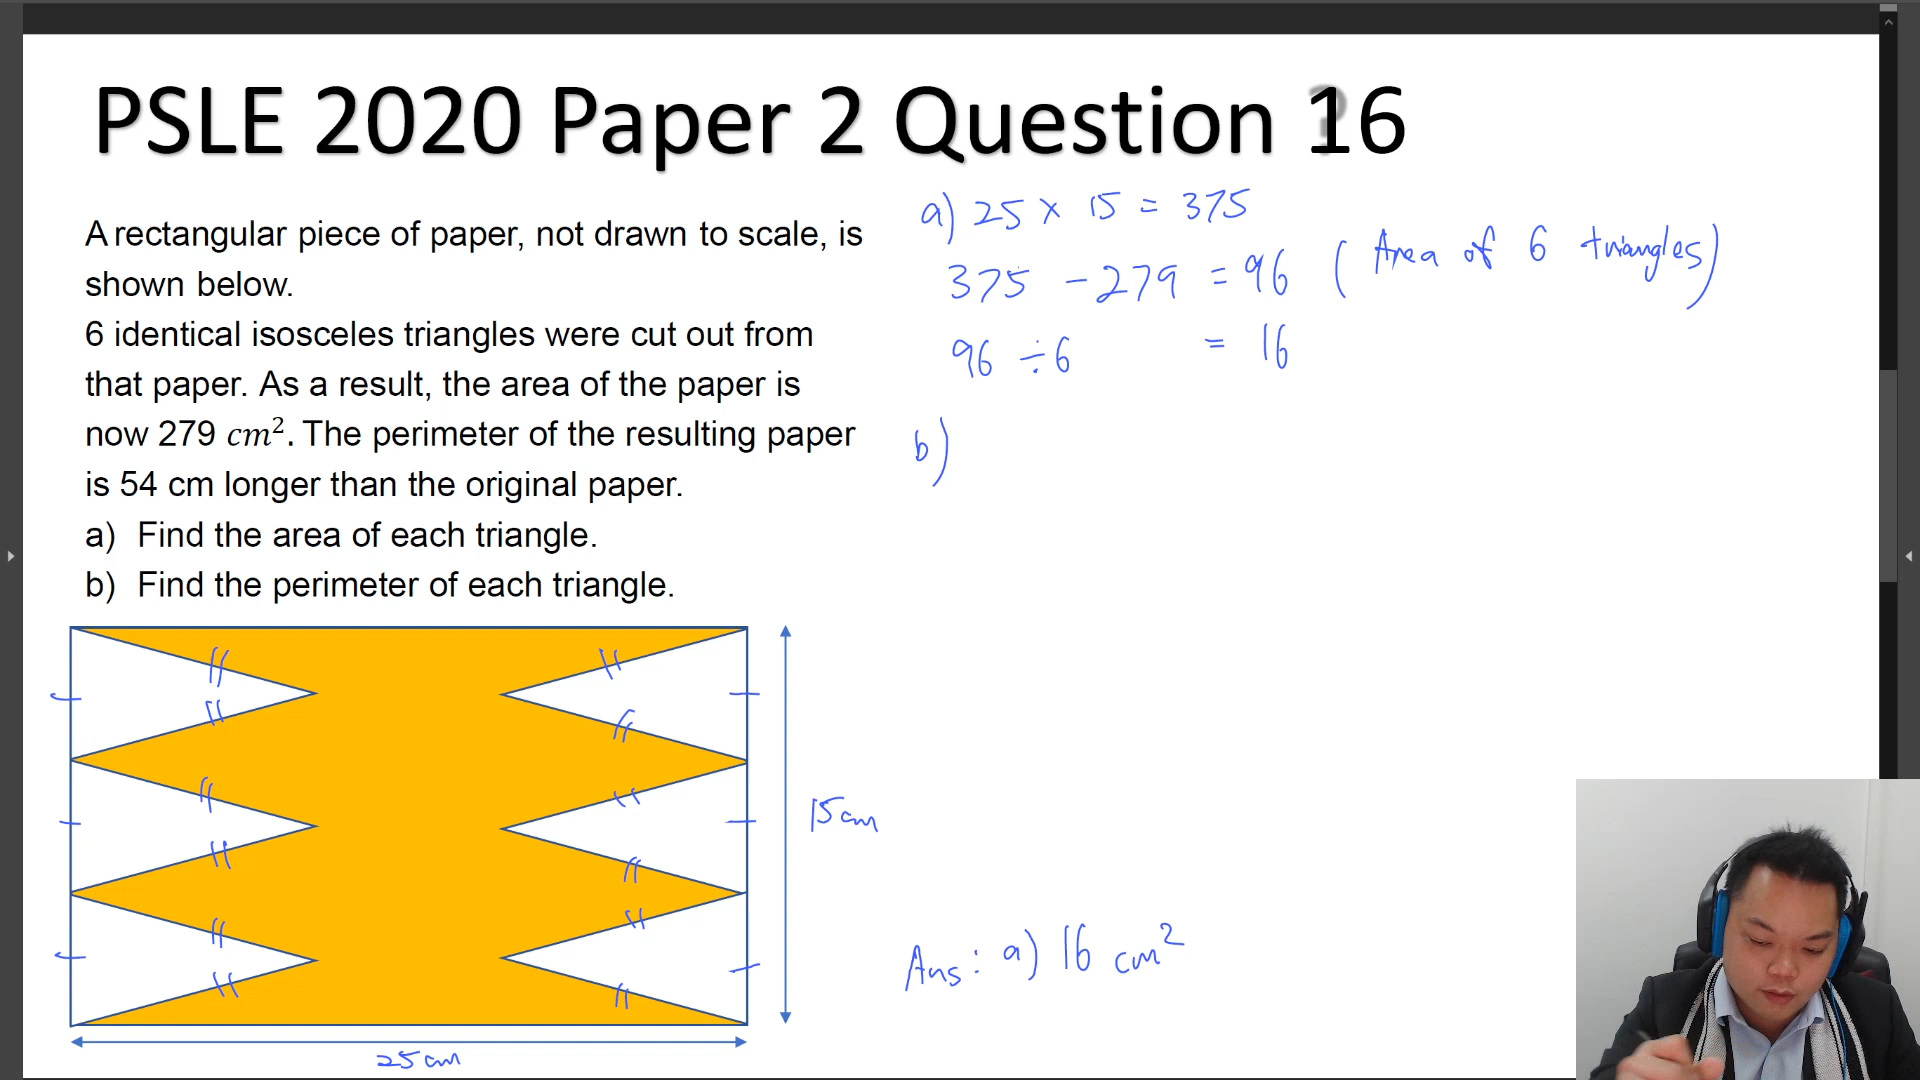 PSLE 2020 Paper 2 Question 16
A rectangular piece of paper, not drawn to scale, is
shown below.
6 identical isosceles triangles were cut out from
that paper. As a result, the area of the paper is
now 279 cm². The perimeter of the resulting paper
is 54 cm longer than the original paper.
a) Find the area of each triangle.
b) Find the perimeter of each triangle.
15cm
25cm
a) 25 × 15 = 375
375 - 279 = 96 (Area of 6 triangles)
96 ÷ 6 = 16
b)
Ans: a) 16 cm²